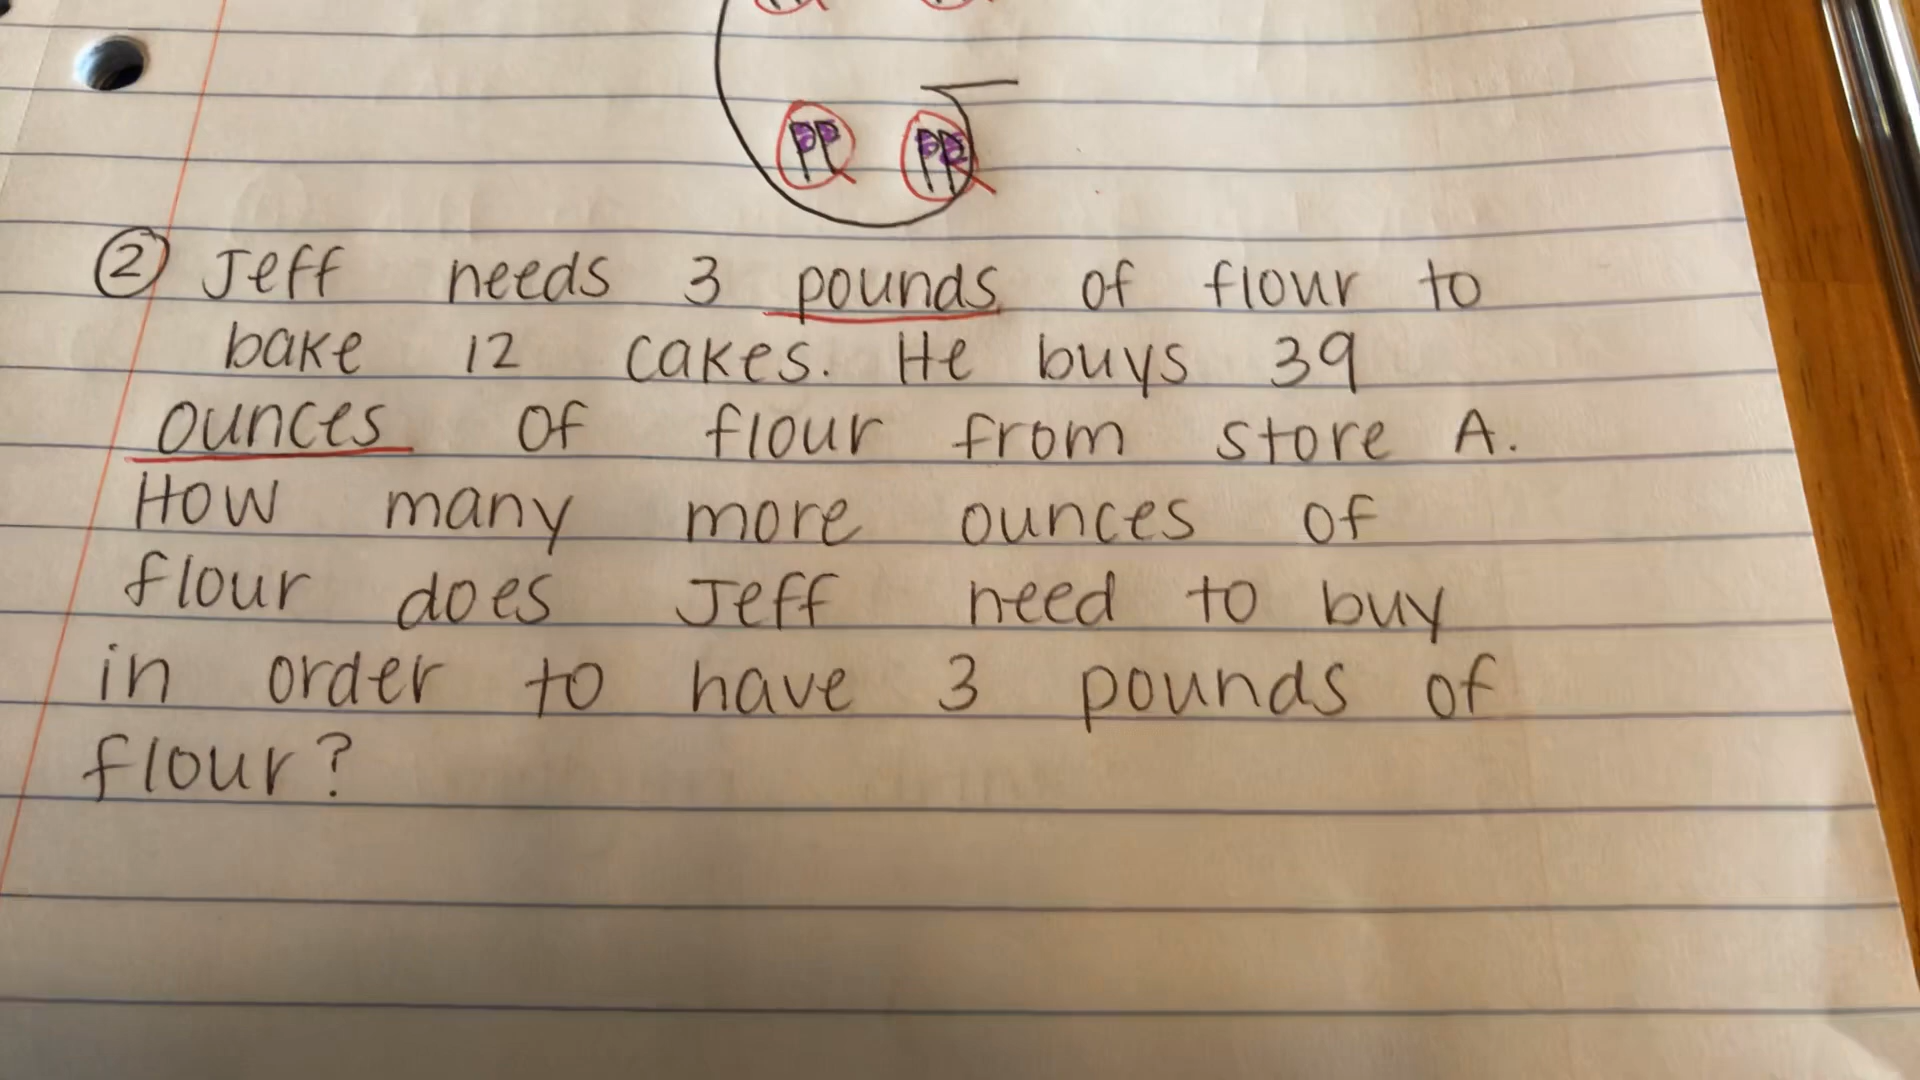 PP PP
② Jeff needs 3 pounds of flour to
bake 12 cakes. He buys 39
ounces of flour from store A.
How many more ounces of
flour does Jeff need to buy
in order to have 3 pounds of
flour?